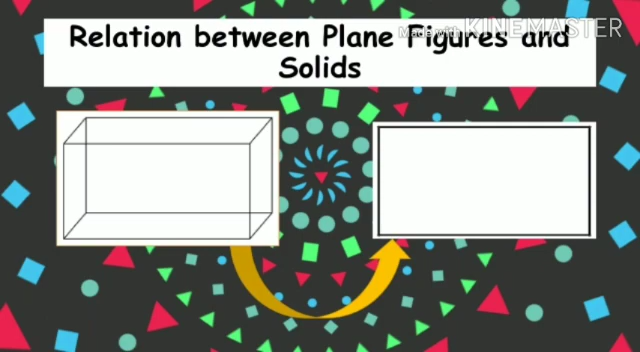 Relation between Plane Figures and
Solids
Made with KINEMASTER